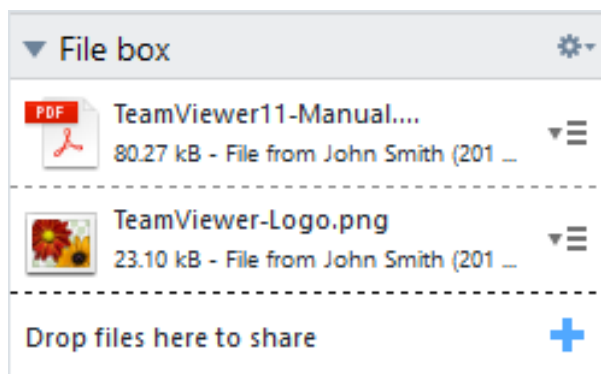 File box
PDF
TeamViewer11-Manual....
80.27 kB - File from John Smith (201 ...
TeamViewer-Logo.png
23.10 kB - File from John Smith (201 ...
Drop files here to share